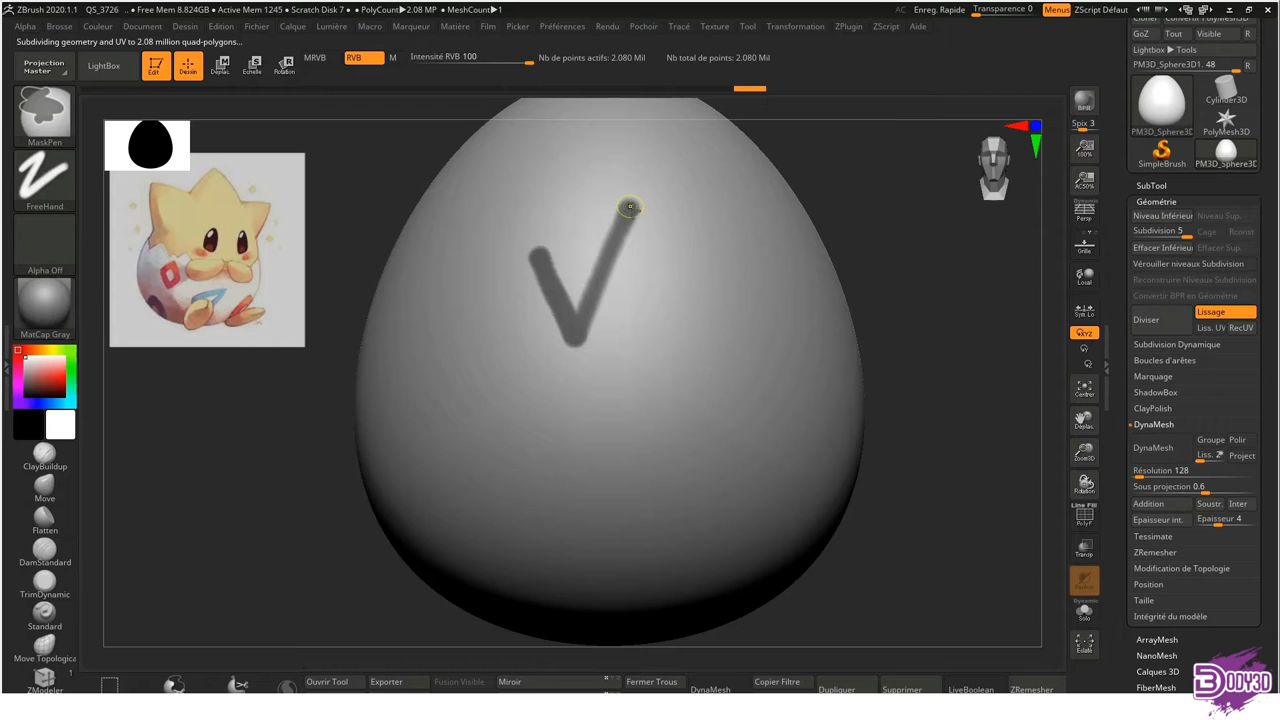 ZBrush 2020.1.1 QS_3726 • Free Mem 8.824GB • Active Mem 1245 • Scratch Disk 7 • PolyCount▶2.08 MP • MeshCount▶1
AC Enreg. Rapide Transparence 0 Menus ZScript Défaut
Alpha Brosse Couleur Document Dessin Edition Fichier Calque Lumière Macro Marqueur Matière Film Picker Préférences Rendu Pochoir Tracé Texture Outil Transformation ZPlugin ZScript Aide
Subdividing geometry and UV to 2.08 million quad-polygons...
Projection Master
LightBox
Edit
Dessin
Déplac.
Echelle
Rotation
MRVB RVB M
Intensité RVB 100
Nb de points actifs: 2.080 Mil
Nb total de points: 2.080 Mil
MaskPen
FreeHand
Alpha Off
MatCap Gray
ClayBuildup
Move
Flatten
DamStandard
TrimDynamic
Standard
Move Topologica
1
ZModeler
BPR
Spix 3
100%
AC50%
Dynamic
Persp
Grille
Local
Sym.Lo
XYZ
Centrer
Déplac.
Zoom3D
Rotation
Line Fill
PolyF
Transp
Dynamic
Solo
Eclaté
GoZ Tout Visible R
Lightbox ▶ Tools
PM3D_Sphere3D1. 48 R
PM3D_Sphere3D
Cylinder3D
PolyMesh3D
SimpleBrush
PM3D_Sphere3D
SubTool
Géométrie
Niveau Inférieur Niveau Sup.
Subdivision 5 Cage Rconst
Effacer Inférieur Effacer Sup.
Vérouiller niveaux Subdivision
Reconstruire Niveaux Subdivision
Convertir BPR en Géométrie
Diviser
Lissage
Liss. UV RecUV
Subdivision Dynamique
Boucles d'arêtes
Marquage
ShadowBox
ClayPolish
DynaMesh
DynaMesh
Groupe Polir
Liss. 2 Project
Résolution 128
Sous projection 0.6
Addition Soustr. Inter
Epaisseur int. Epaisseur 4
Tessimate
ZRemesher
Modification de Topologie
Position
Taille
Intégrité du modèle
ArrayMesh
NanoMesh
Calques 3D
FiberMesh
Ouvrir Tool Exporter Fusion Visible Miroir Fermer Trous DynaMesh Copier Filtre Dupliquer Supprimer LiveBoolean ZRemesher
BODY3D